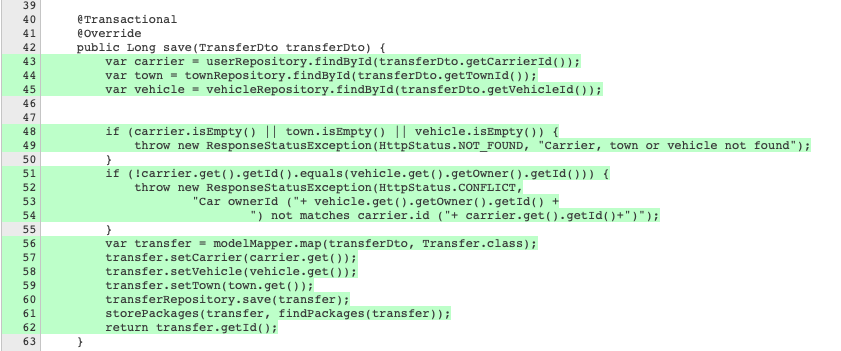 39
40 @Transactional
41 @Override
42 public Long save(TransferDto transferDto) {
43 var carrier = userRepository.findById(transferDto.getCarrierId());
44 var town = townRepository.findById(transferDto.getTownId());
45 var vehicle = vehicleRepository.findById(transferDto.getVehicleId());
46
47
48 if (carrier.isEmpty() || town.isEmpty() || vehicle.isEmpty()) {
49 throw new ResponseStatusException(HttpStatus.NOT_FOUND, "Carrier, town or vehicle not found");
50 }
51 if (!carrier.get().getId().equals(vehicle.get().getOwner().getId())) {
52 throw new ResponseStatusException(HttpStatus.CONFLICT,
53 "Car ownerId ("+ vehicle.get().getOwner().getId() +
54 ") not matches carrier.id ("+ carrier.get().getId()+")");
55 }
56 var transfer = modelMapper.map(transferDto, Transfer.class);
57 transfer.setCarrier(carrier.get());
58 transfer.setVehicle(vehicle.get());
59 transfer.setTown(town.get());
60 transferRepository.save(transfer);
61 storePackages(transfer, findPackages(transfer));
62 return transfer.getId();
63 }